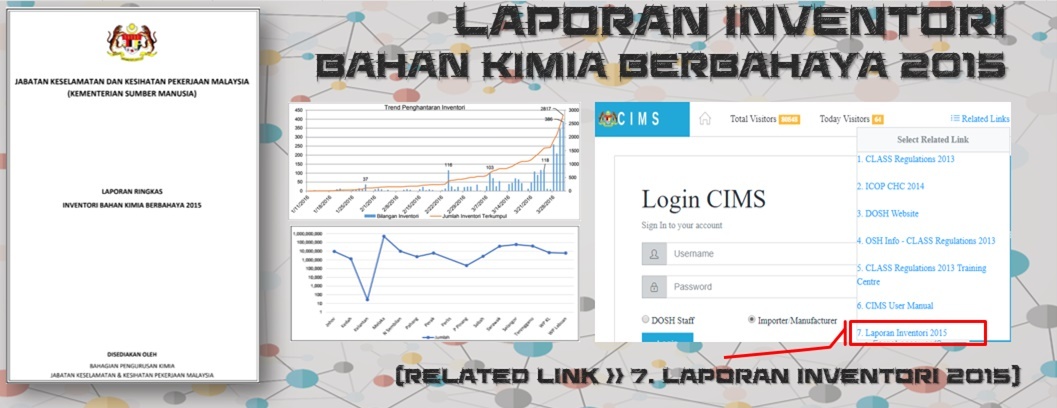 LAPORAN INVENTORI
BAHAN KIMIA BERBAHAYA 2015
JABATAN KESELAMATAN DAN KESIHATAN PEKERJAAN MALAYSIA
(KEMENTERIAN SUMBER MANUSIA)
LAPORAN RINGKAS
INVENTORI BAHAN KIMIA BERBAHAYA 2015
DISEDIAKAN OLEH
BAHAGIAN PENGURUSAN KIMIA
JABATAN KESELAMATAN & KESIHATAN PEKERJAAN MALAYSIA
Trend Penghantaran Inventori
450
400
350
300
250
200
150
100
50
0
3000
2500
2000
1500
1000
500
0
37
118
103
118
386
2817
1/11/2016
1/18/2016
1/25/2016
2/1/2016
2/8/2016
2/15/2016
2/22/2016
2/29/2016
3/7/2016
3/14/2016
3/21/2016
3/28/2016
Bilangan Inventori
Jumlah Inventori Terkumpul
1,000,000,000
100,000,000
10,000,000
1,000,000
100,000
10,000
1,000
100
10
1
Johor
Kedah
Kelantan
Melaka
N Sembilan
Pahang
Perak
Perlis
P Pinang
Sabah
Sarawak
Selangor
Terengganu
WP KL
WP Labuan
Jumlah
CIMS
Total Visitors
Today Visitors 64
Related Links
Select Related Link
1. CLASS Regulations 2013
2. ICOP CHC 2014
3. DOSH Website
4. OSH Info - CLASS Regulations 2013
5. CLASS Regulations 2013 Training
Centre
6. CIMS User Manual
7. Laporan Inventori 2015
Login CIMS
Sign In to your account
Username
Password
DOSH Staff
Importer/Manufacturer
(RELATED LINK >> 7. LAPORAN INVENTORI 2015)